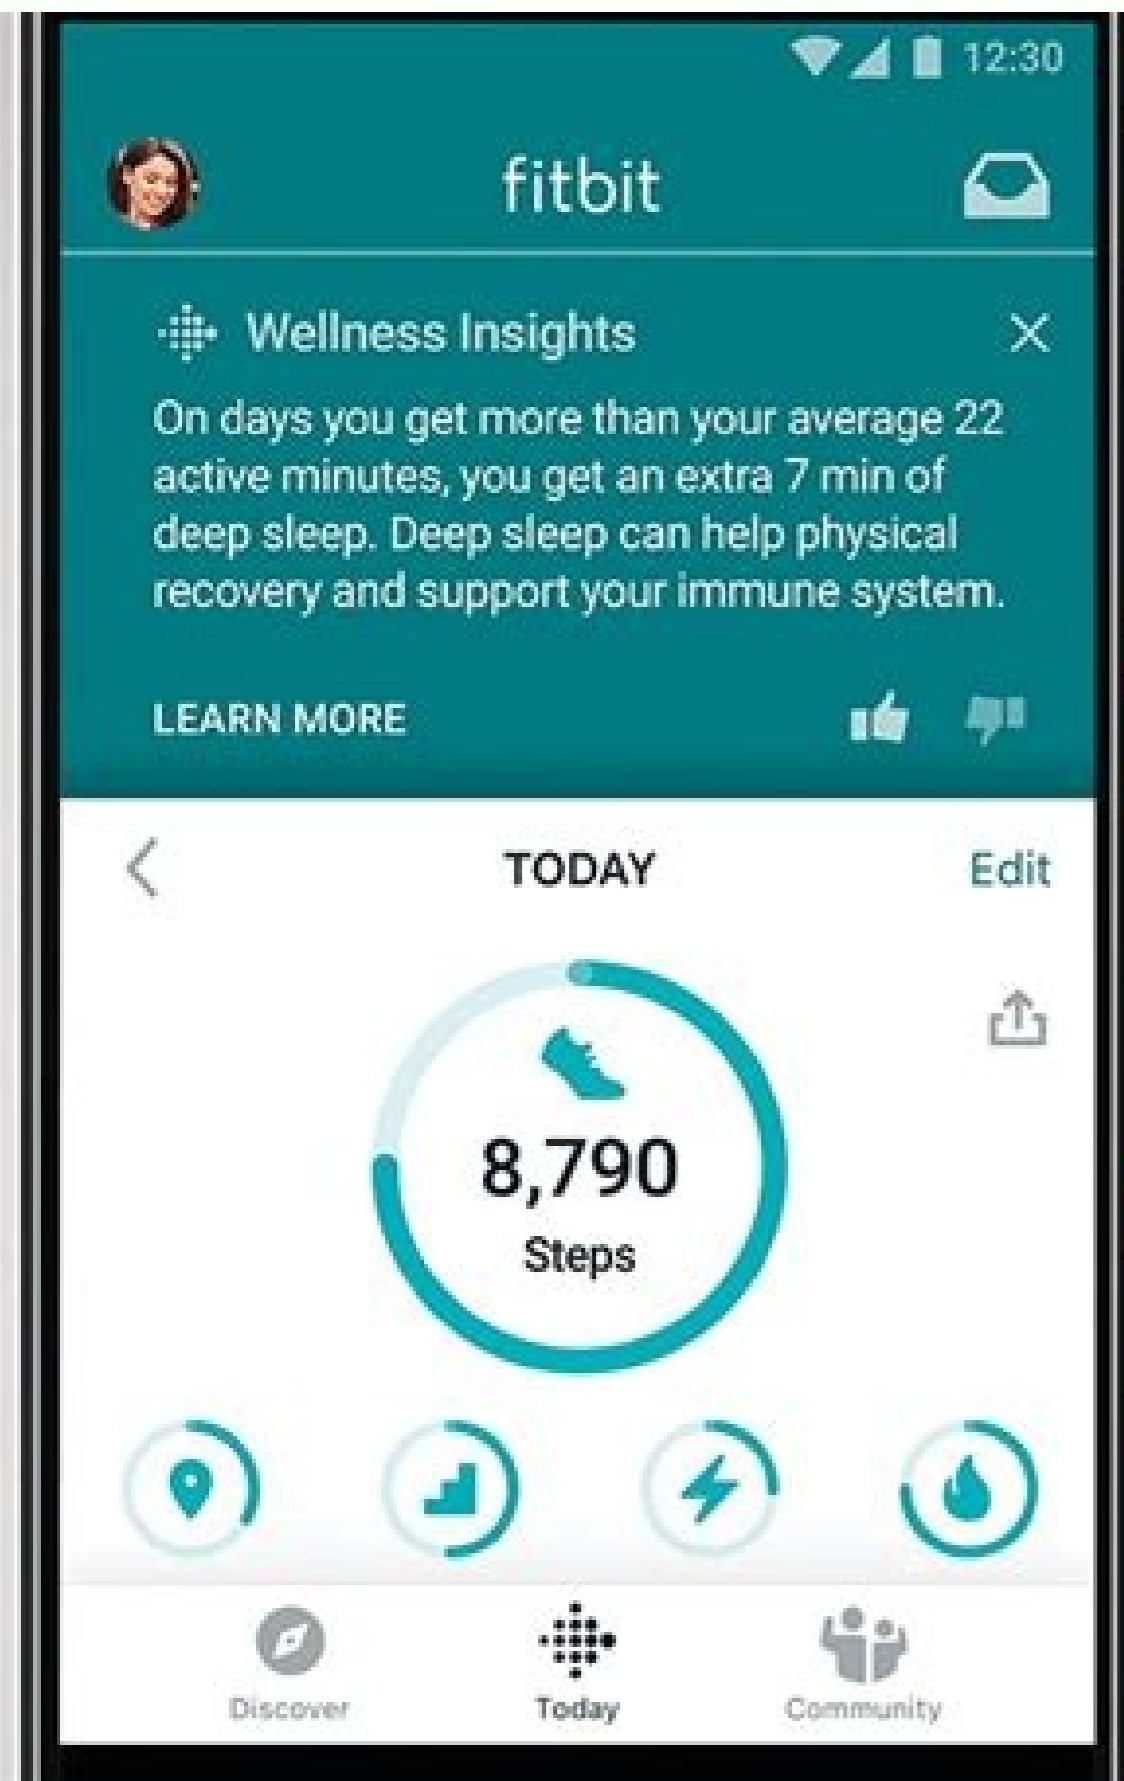 12:30
fitbit
Wellness Insights
On days you get more than your average 22
active minutes, you get an extra 7 min of
deep sleep. Deep sleep can help physical
recovery and support your immune system.
LEARN MORE
TODAY
Edit
8,790
Steps
Discover
Today
Community